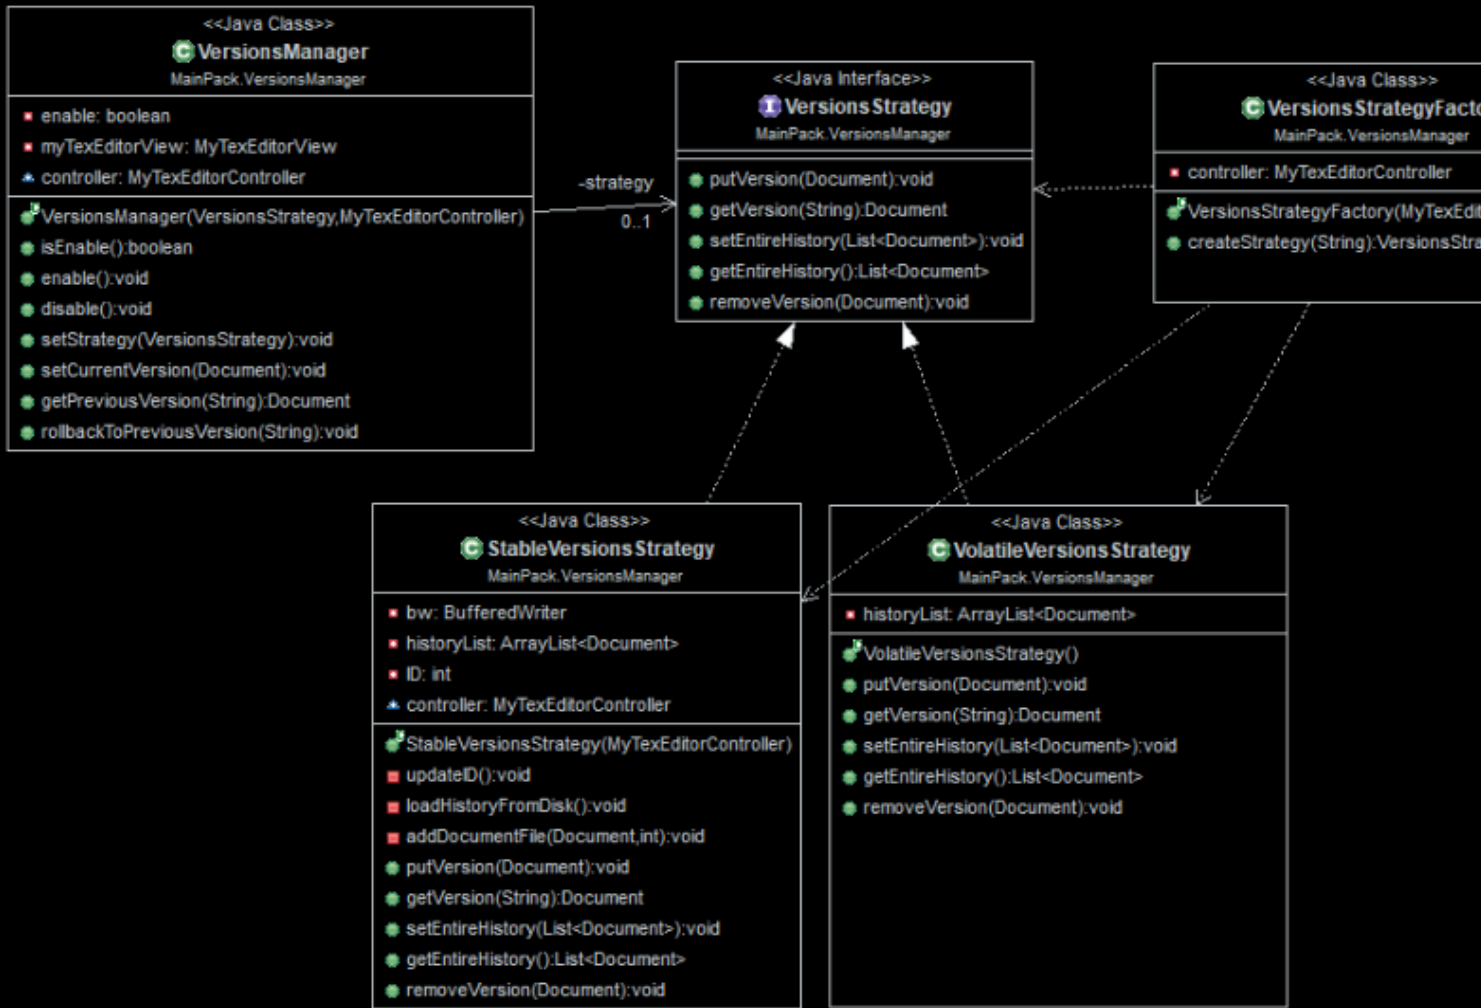 <<Java Class>>
VersionsManager
MainPack.VersionsManager
enable: boolean
myTexEditorView: MyTexEditorView
controller: MyTexEditorController
VersionsManager(VersionsStrategy,MyTexEditorController)
isEnable():boolean
enable():void
disable():void
setStrategy(VersionsStrategy):void
setCurrentVersion(Document):void
getPreviousVersion(String):Document
rollbackToPreviousVersion(String):void
-strategy
0..1
<<Java Interface>>
VersionsStrategy
MainPack.VersionsManager
putVersion(Document):void
getVersion(String):Document
setEntireHistory(List<Document>):void
getEntireHistory():List<Document>
removeVersion(Document):void
<<Java Class>>
VersionsStrategyFacto
MainPack.VersionsManager
controller: MyTexEditorController
VersionsStrategyFactory(MyTexEdit
createStrategy(String):VersionsStra
<<Java Class>>
StableVersionsStrategy
MainPack.VersionsManager
bw: BufferedWriter
historyList: ArrayList<Document>
ID: int
controller: MyTexEditorController
StableVersionsStrategy(MyTexEditorController)
updateID():void
loadHistoryFromDisk():void
addDocumentFile(Document,int):void
putVersion(Document):void
getVersion(String):Document
setEntireHistory(List<Document>):void
getEntireHistory():List<Document>
removeVersion(Document):void
<<Java Class>>
VolatileVersionsStrategy
MainPack.VersionsManager
historyList: ArrayList<Document>
VolatileVersionsStrategy()
putVersion(Document):void
getVersion(String):Document
setEntireHistory(List<Document>):void
getEntireHistory():List<Document>
removeVersion(Document):void